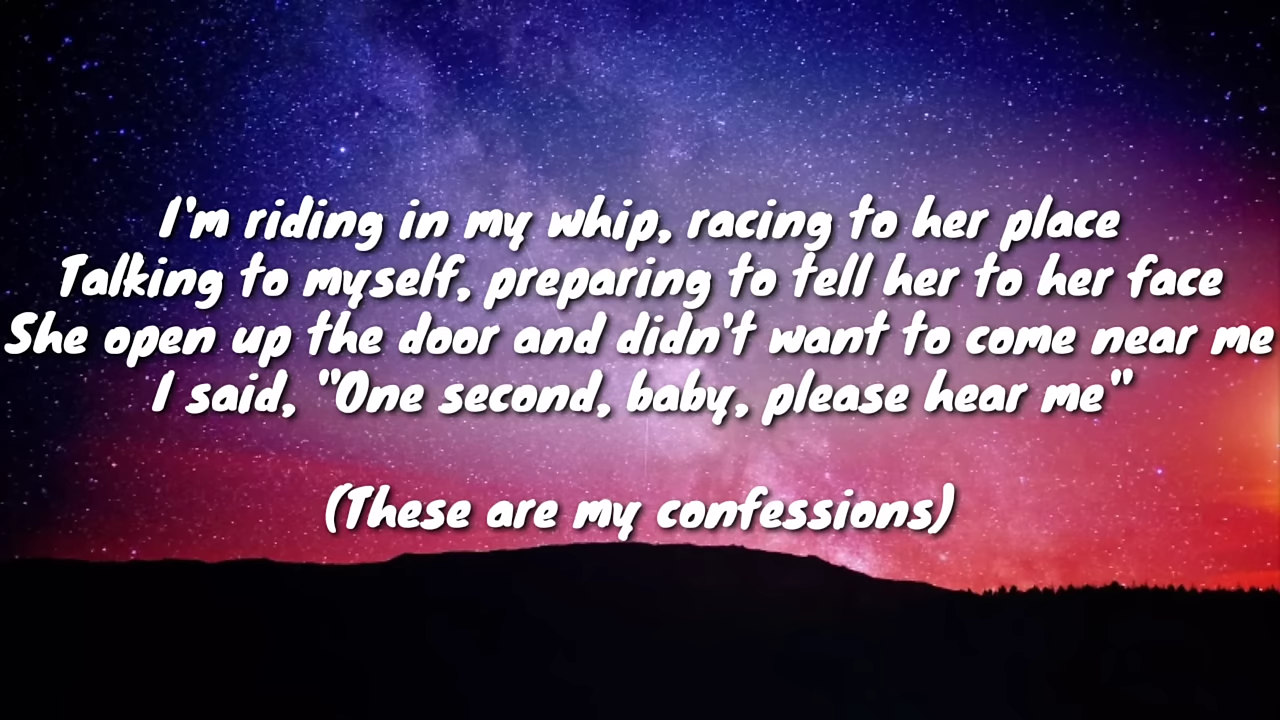 I'm riding in my whip, racing to her place
Talking to myself, preparing to tell her to her face
She open up the door and didn't want to come near me
I said, "One second, baby, please hear me"
(These are my confessions)